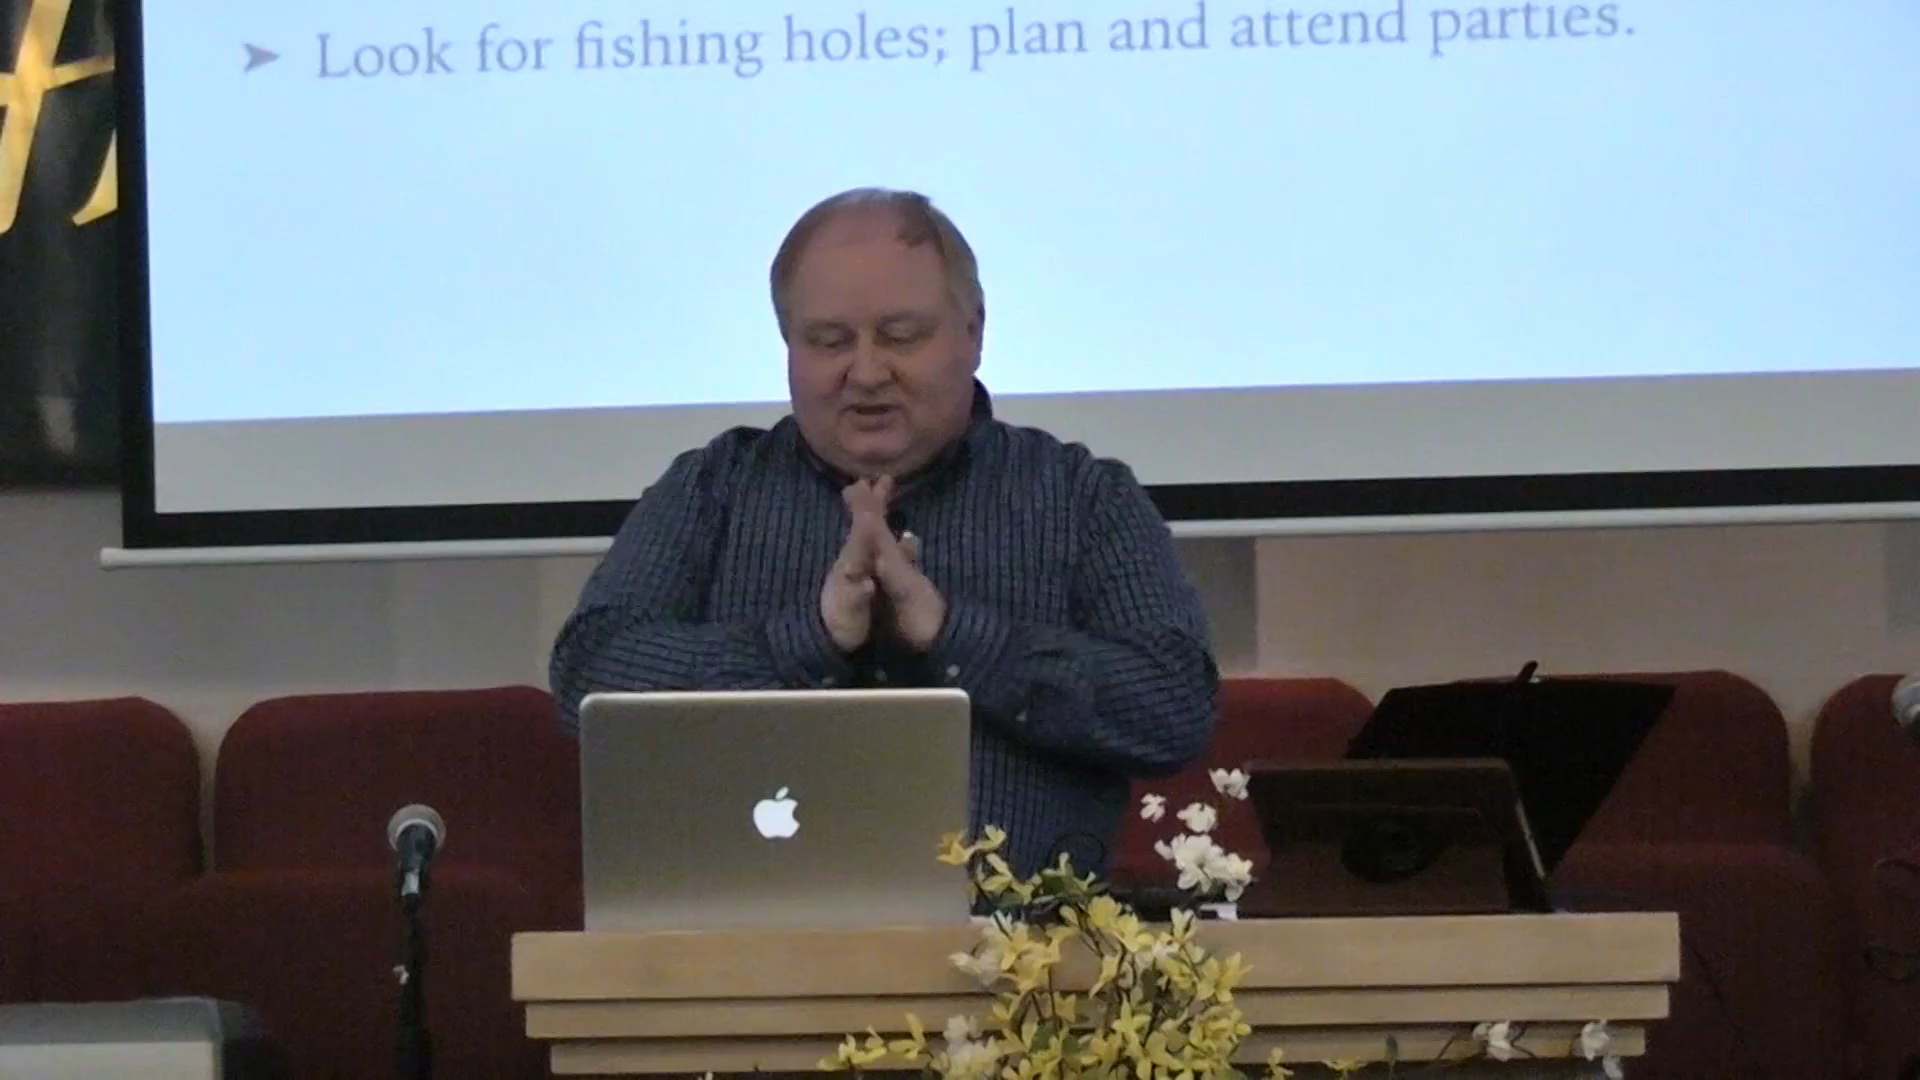 ➤ Look for fishing holes; plan and attend parties.